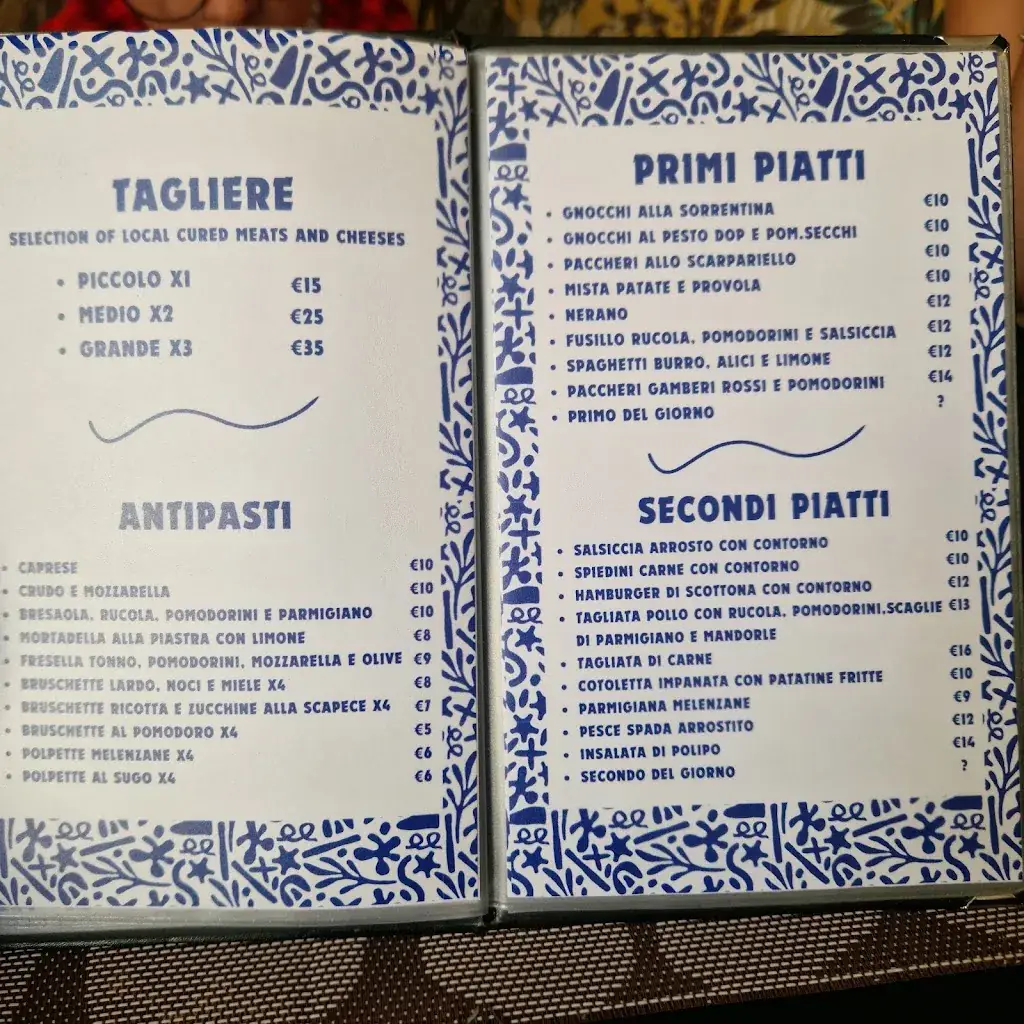 TAGLIERE
SELECTION OF LOCAL CURED MEATS AND CHEESES
• PICCOLO X1 €15
• MEDIO X2 €25
• GRANDE X3 €35
ANTIPASTI
• CAPRESE €10
• CRUDO E MOZZARELLA €10
• BRESAOLA, RUCOLA, POMODORINI E PARMIGIANO €10
• MORTADELLA ALLA PIASTRA CON LIMONE €8
• FRESELLA TONNO, POMODORINI, MOZZARELLA E OLIVE €9
• BRUSCHETTE LARDO, NOCI E MIELE X4 €8
• BRUSCHETTE RICOTTA E ZUCCHINE ALLA SCAPECE X4 €7
• BRUSCHETTE AL POMODORO X4 €5
• POLPETTE MELENZANE X4 €6
• POLPETTE AL SUGO X4 €6
PRIMI PIATTI
• GNOCCHI ALLA SORRENTINA €10
• GNOCCHI AL PESTO DOP E POM.SECCHI €10
• PACCHERI ALLO SCARPARIELLO €10
• MISTA PATATE E PROVOLA €10
• NERANO €12
• FUSILLO RUCOLA, POMODORINI E SALSICCIA €12
• SPAGHETTI BURRO, ALICI E LIMONE €12
• PACCHERI GAMBERI ROSSI E POMODORINI €14
• PRIMO DEL GIORNO ?
SECONDI PIATTI
• SALSICCIA ARROSTO CON CONTORNO €10
• SPIEDINI CARNE CON CONTORNO €10
• HAMBURGER DI SCOTTONA CON CONTORNO €12
• TAGLIATA POLLO CON RUCOLA, POMODORINI,SCAGLIE €13
DI PARMIGIANO E MANDORLE
• TAGLIATA DI CARNE €16
• COTOLETTA IMPANATA CON PATATINE FRITTE €10
• PARMIGIANA MELENZANE €9
• PESCE SPADA ARROSTITO €12
• INSALATA DI POLIPO €14
• SECONDO DEL GIORNO ?